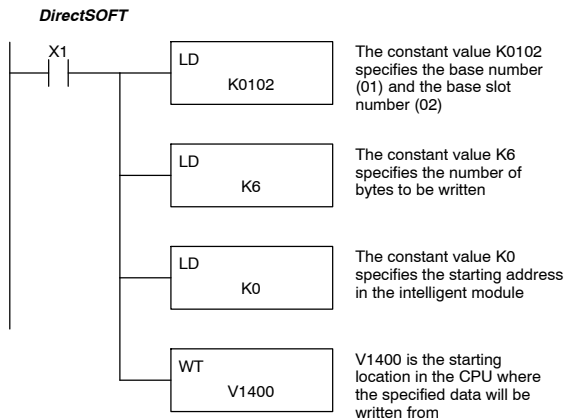 DirectSOFT
X1
LD
K0102
The constant value K0102
specifies the base number
(01) and the base slot
number (02)
LD
K6
The constant value K6
specifies the number of
bytes to be written
LD
K0
The constant value K0
specifies the starting address
in the intelligent module
WT
V1400
V1400 is the starting
location in the CPU where
the specified data will be
written from